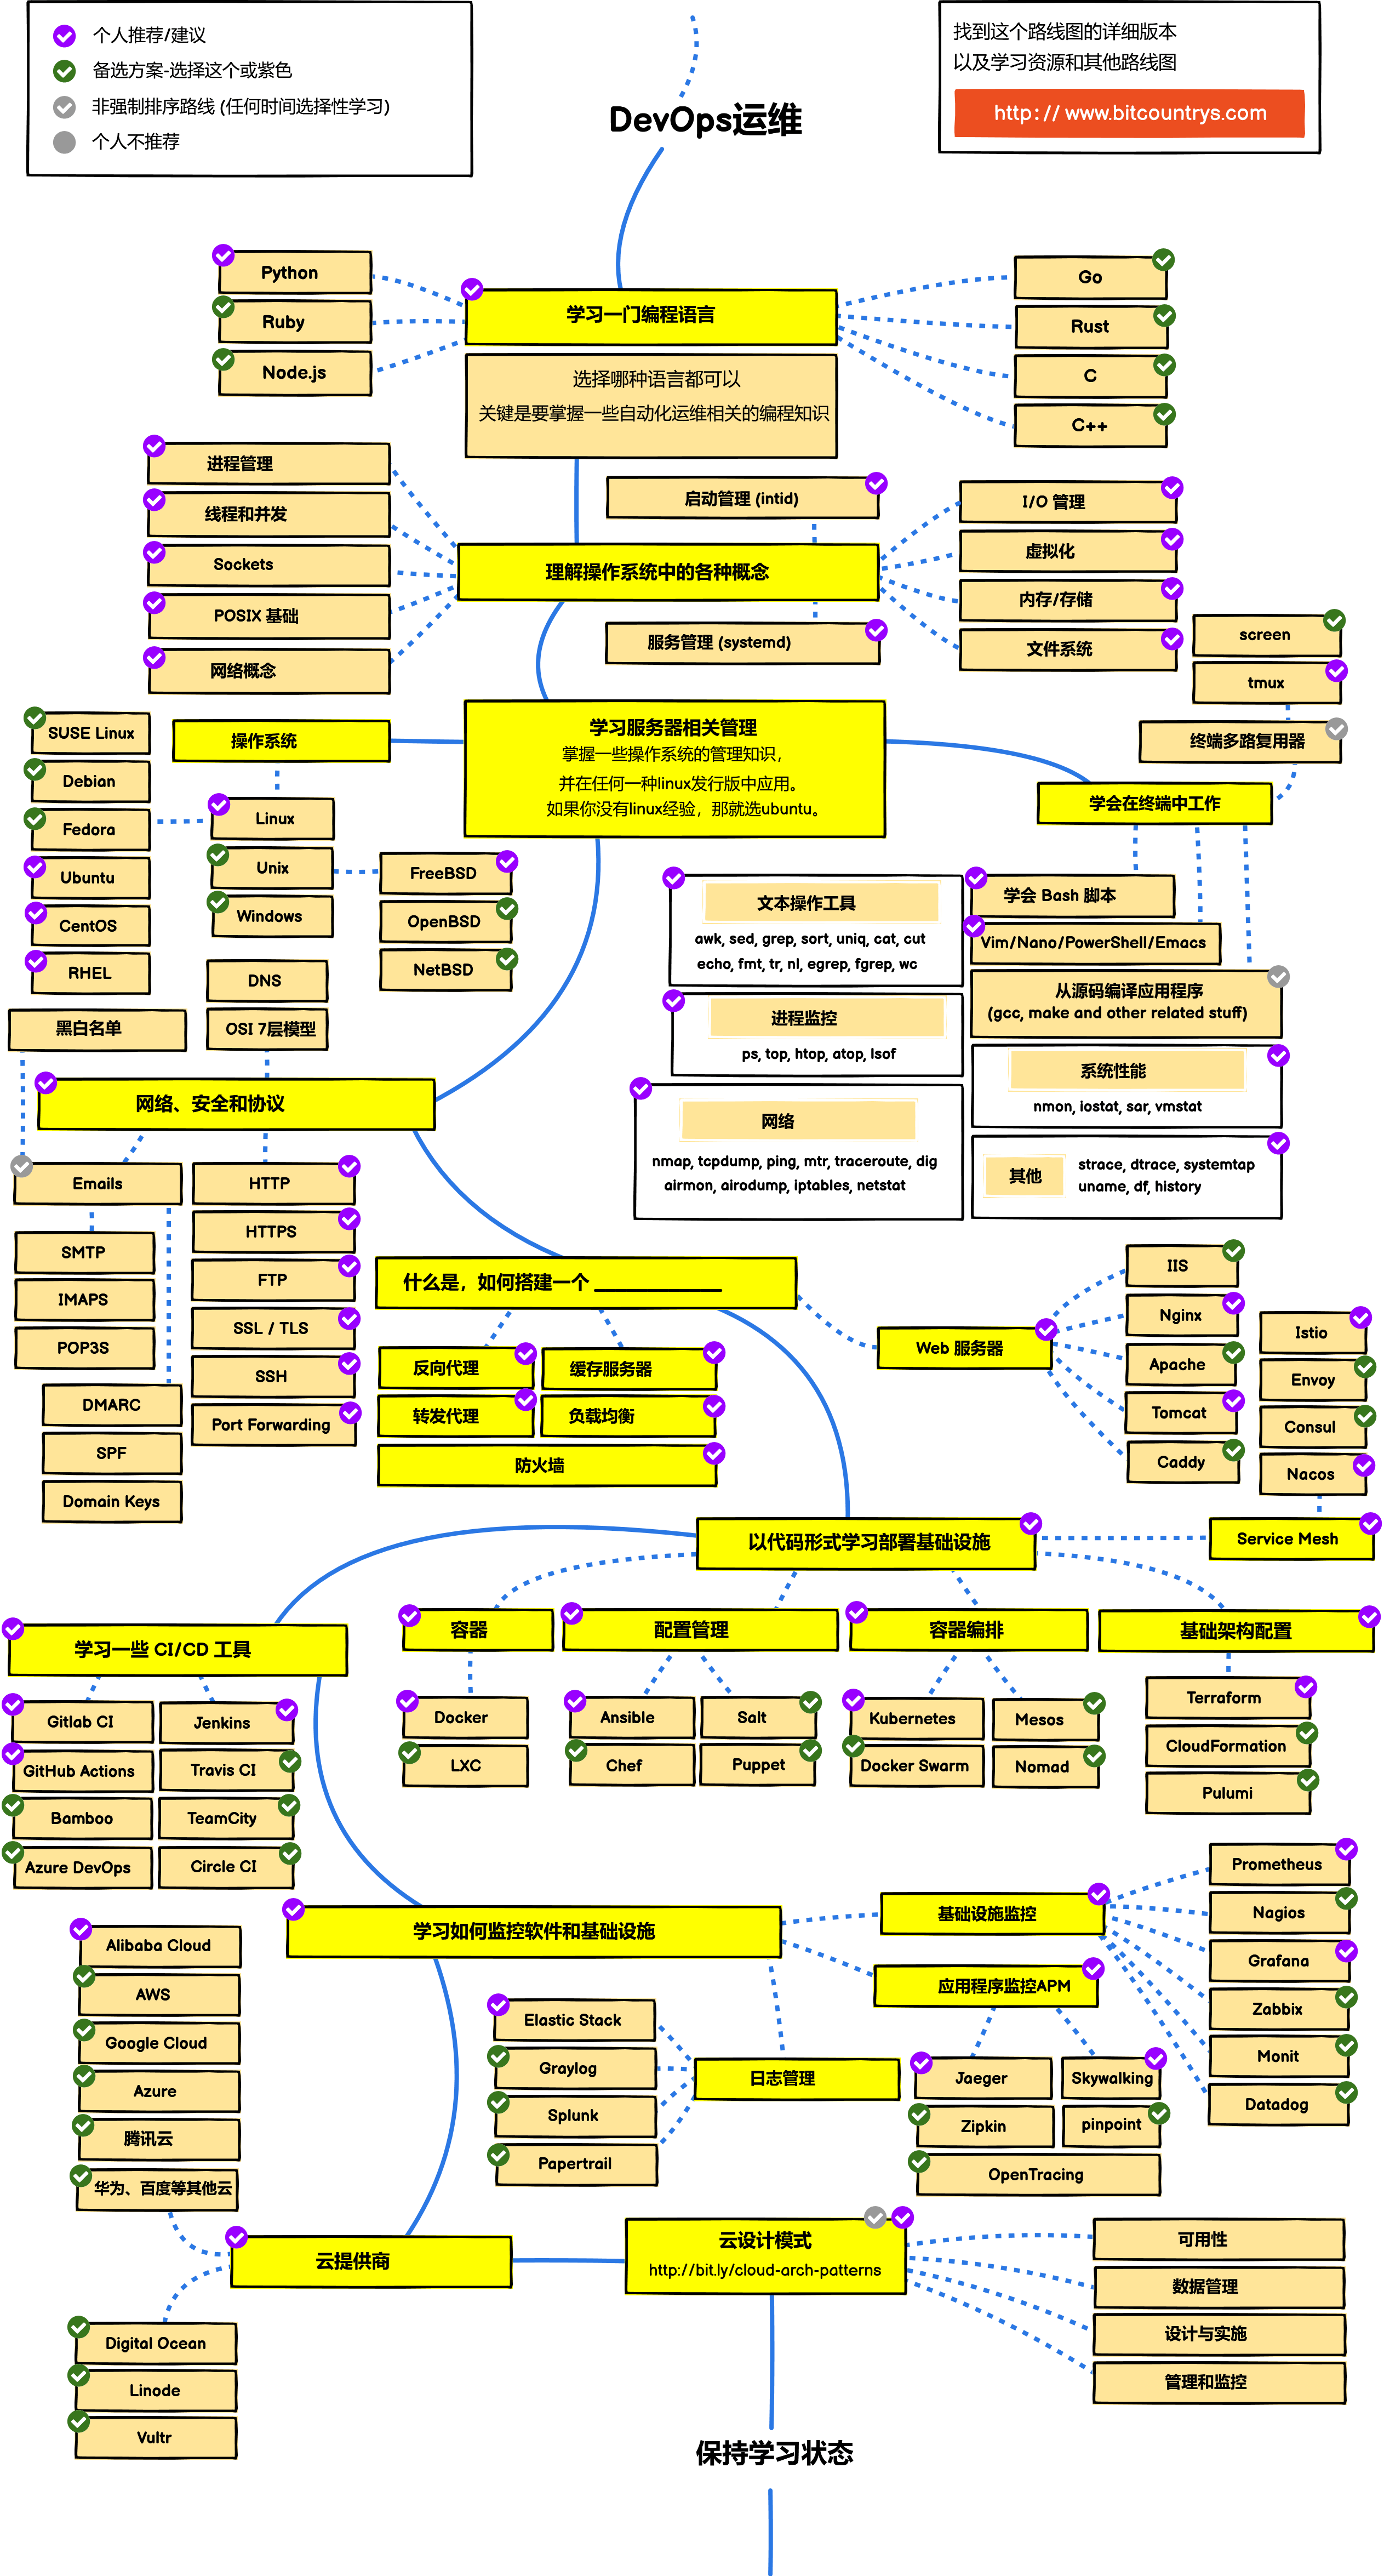 个人推荐/建议
备选方案-选择这个或紫色
非强制排序路线 (任何时间选择性学习)
个人不推荐
找到这个路线图的详细版本
以及学习资源和其他路线图
http: // www.bitcountrys.com
DevOps运维
Python
Ruby
Node.js
学习一门编程语言
选择哪种语言都可以
关键是要掌握一些自动化运维相关的编程知识
Go
Rust
C
C++
进程管理
线程和并发
Sockets
POSIX 基础
网络概念
启动管理 (intid)
理解操作系统中的各种概念
服务管理 (systemd)
I/O 管理
虚拟化
内存/存储
文件系统
screen
tmux
终端多路复用器
学会在终端中工作
学习服务器相关管理
掌握一些操作系统的管理知识，
并在任何一种linux发行版中应用。
如果你没有linux经验，那就选ubuntu。
操作系统
SUSE Linux
Debian
Fedora
Ubuntu
CentOS
RHEL
Linux
Unix
Windows
FreeBSD
OpenBSD
NetBSD
文本操作工具
awk, sed, grep, sort, uniq, cat, cut
echo, fmt, tr, nl, egrep, fgrep, wc
进程监控
ps, top, htop, atop, lsof
网络
nmap, tcpdump, ping, mtr, traceroute, dig
airmon, airodump, iptables, netstat
学会 Bash 脚本
Vim/Nano/PowerShell/Emacs
从源码编译应用程序
(gcc, make and other related stuff)
系统性能
nmon, iostat, sar, vmstat
其他
strace, dtrace, systemtap
uname, df, history
DNS
OSI 7层模型
黑白名单
网络、安全和协议
Emails
SMTP
IMAPS
POP3S
DMARC
SPF
Domain Keys
HTTP
HTTPS
FTP
SSL / TLS
SSH
Port Forwarding
什么是，如何搭建一个 ____________
反向代理
缓存服务器
转发代理
负载均衡
防火墙
Web 服务器
IIS
Nginx
Apache
Tomcat
Caddy
Istio
Envoy
Consul
Nacos
Service Mesh
以代码形式学习部署基础设施
容器
配置管理
容器编排
基础架构配置
Docker
LXC
Ansible
Salt
Chef
Puppet
Kubernetes
Mesos
Docker Swarm
Nomad
Terraform
CloudFormation
Pulumi
学习一些 CI/CD 工具
Gitlab CI
Jenkins
GitHub Actions
Travis CI
Bamboo
TeamCity
Azure DevOps
Circle CI
学习如何监控软件和基础设施
基础设施监控
应用程序监控APM
Prometheus
Nagios
Grafana
Zabbix
Monit
Datadog
Jaeger
Skywalking
Zipkin
pinpoint
OpenTracing
日志管理
Elastic Stack
Graylog
Splunk
Papertrail
Alibaba Cloud
AWS
Google Cloud
Azure
腾讯云
华为、百度等其他云
云提供商
Digital Ocean
Linode
Vultr
云设计模式
http://bit.ly/cloud-arch-patterns
可用性
数据管理
设计与实施
管理和监控
保持学习状态